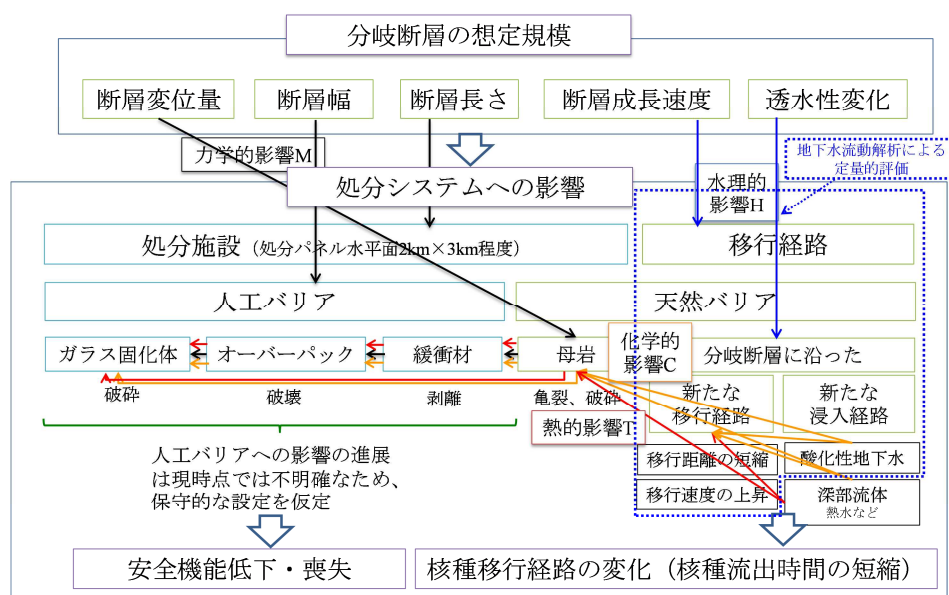 分岐断層の想定規模
断層変位量
断層幅
断層長さ
断層成長速度
透水性変化
力学的影響M
地下水流動解析による
定量的評価
処分システムへの影響
水理的
影響H
処分施設（処分パネル水平面2km×3km程度）
移行経路
人工バリア
天然バリア
ガラス固化体
オーバーパック
緩衝材
母岩
化学的
影響C
分岐断層に沿った
破砕
破壊
剥離
亀裂、破砕
新たな
移行経路
新たな
浸入経路
熱的影響T
人工バリアへの影響の進展
は現時点では不明確なため、
保守的な設定を仮定
移行距離の短縮
酸化性地下水
移行速度の上昇
深部流体
熱水など
安全機能低下・喪失
核種移行経路の変化（核種流出時間の短縮）